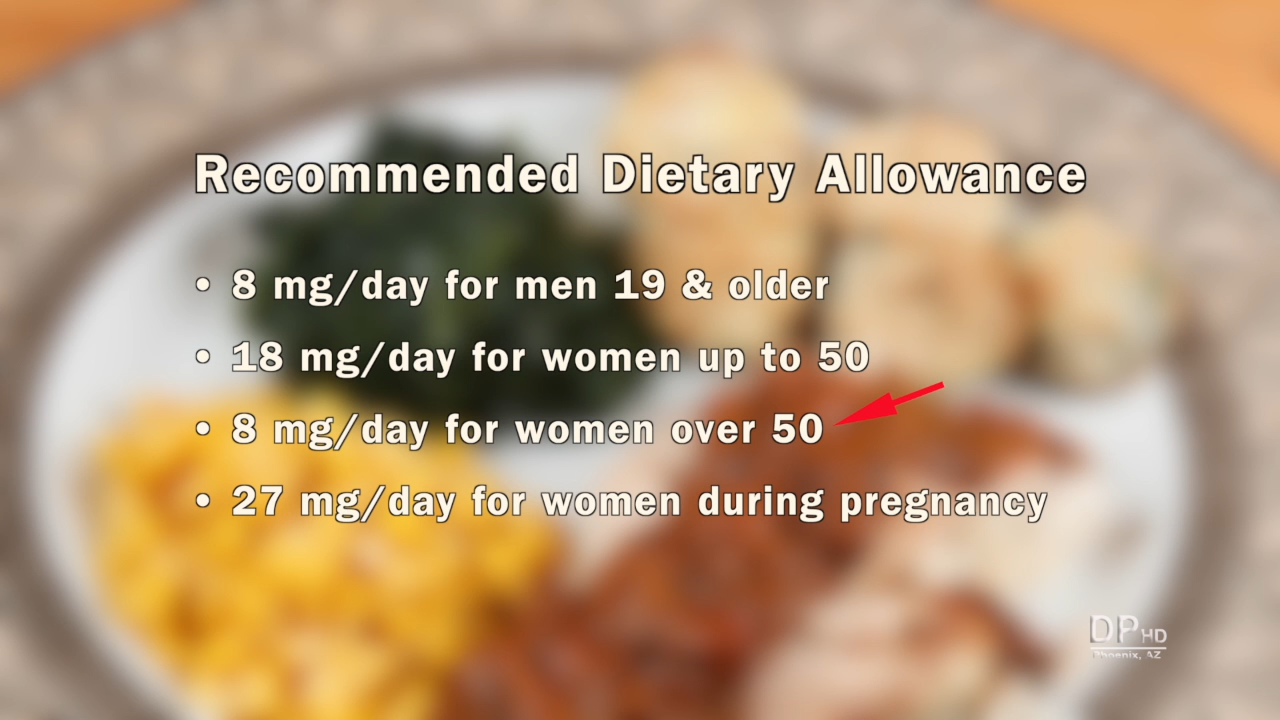 Recommended Dietary Allowance
• 8 mg/day for men 19 & older
• 18 mg/day for women up to 50
• 8 mg/day for women over 50
• 27 mg/day for women during pregnancy
DP HD
Phoenix, AZ